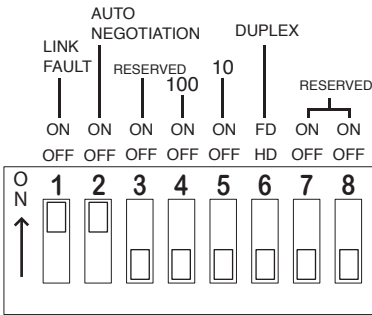 AUTO
NEGOTIATION
DUPLEX
LINK
FAULT
RESERVED
100
10
RESERVED
ON ON ON ON ON FD ON ON
OFF OFF OFF OFF OFF HD OFF OFF
ON 1 2 3 4 5 6 7 8